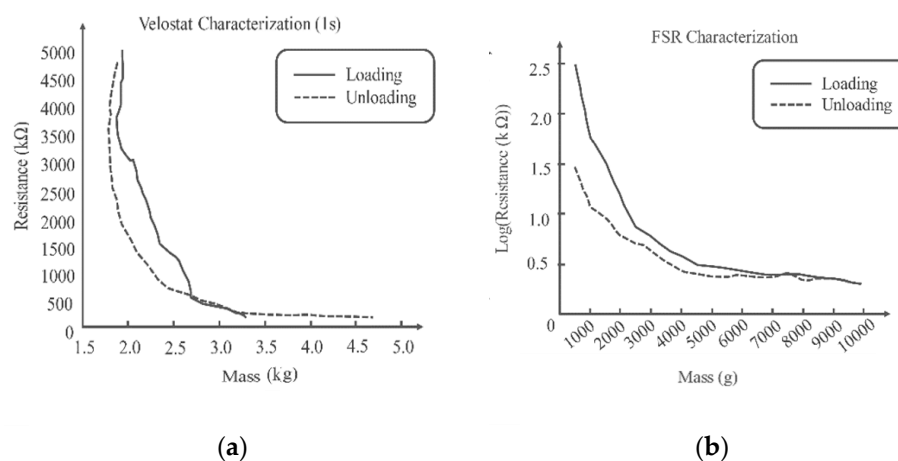 Velostat Characterization (1s)
Resistance (kΩ)
5000
4500
4000
3500
3000
2500
2000
1500
1000
500
0
Loading
Unloading
1.5 2.0 2.5 3.0 3.5 4.0 4.5 5.0
Mass (kg)
(a)
FSR Characterization
Log(Resistancc (kΩ))
2.5
2.0
1.5
1.0
0.5
0
Loading
Unloading
1000 2000 3000 4000 5000 6000 7000 8000 9000 10000
Mass (g)
(b)